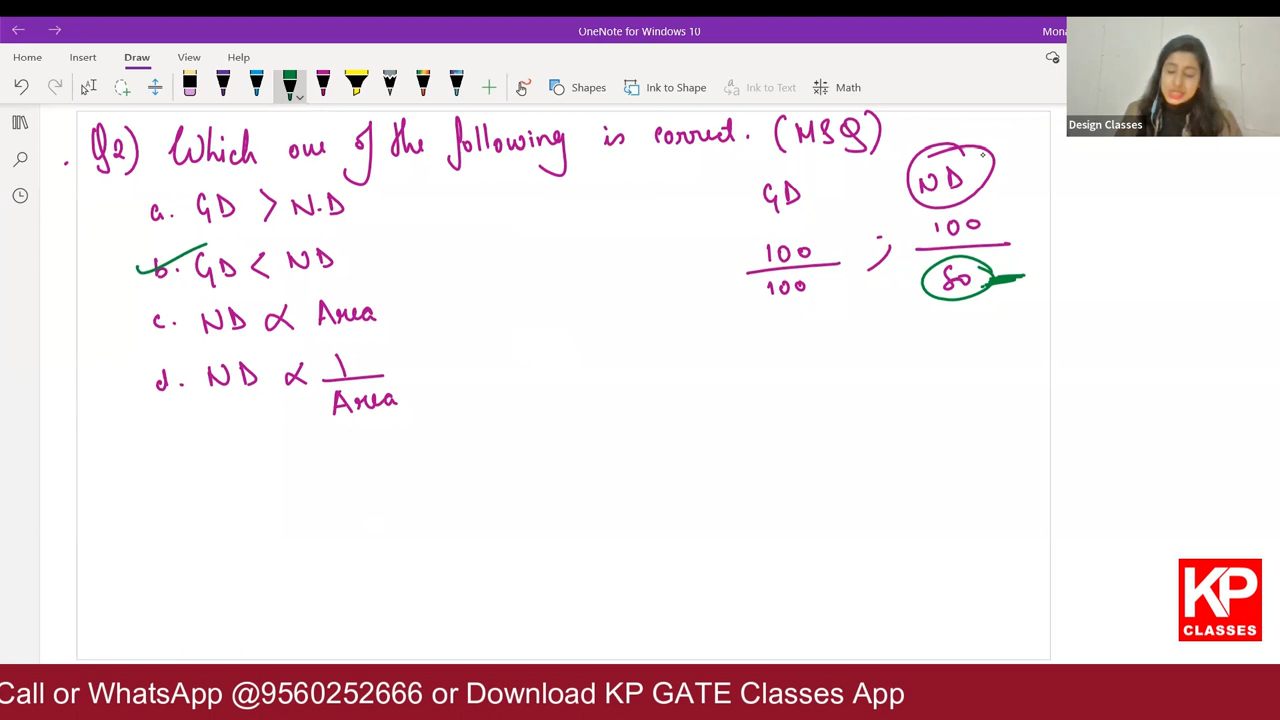 OneNote for Windows 10
Mona
Home Insert Draw View Help
Shapes Ink to Shape Ink to Text Math
Design Classes
Q2) Which one of the following is correct. (MSQ)
a. GD > N.D
b. GD < ND
c. ND ∝ Area
d. ND ∝ 1
Area
GD ND
100 ; 100
100 80
KP
CLASSES
Call or WhatsApp @9560252666 or Download KP GATE Classes App